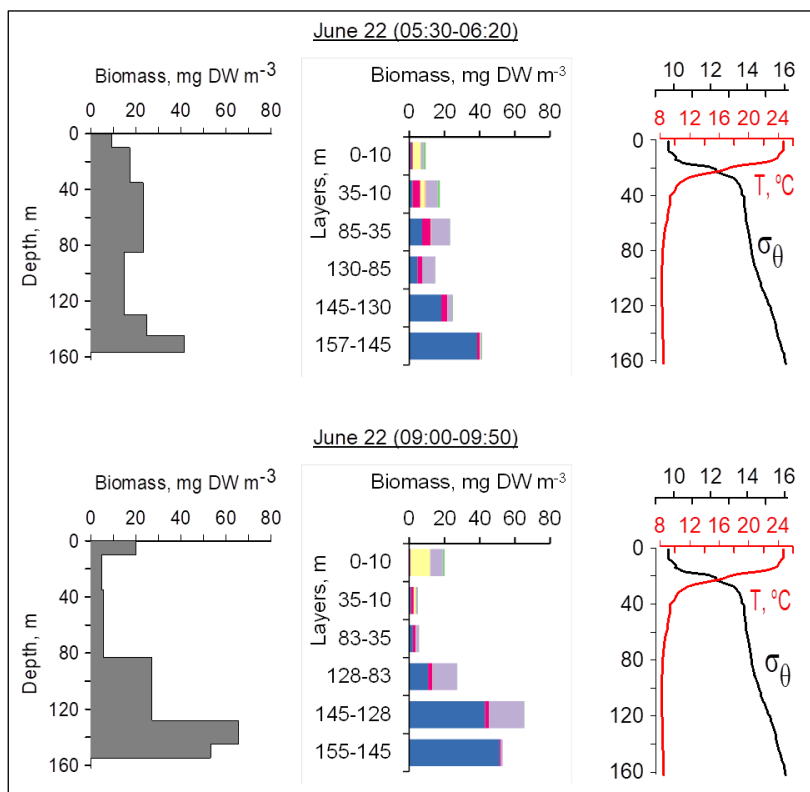 June 22 (05:30-06:20)
Biomass, mg DW m-3
0 20 40 60 80
Depth, m
0
40
80
120
160
Biomass, mg DW m-3
0 20 40 60 80
Layers, m
0-10
35-10
85-35
130-85
145-130
157-145
10 12 14 16
8 12 16 20 24
0
40
80
120
160
T, ºC
σθ
June 22 (09:00-09:50)
Biomass, mg DW m-3
0 20 40 60 80
Depth, m
0
40
80
120
160
Biomass, mg DW m-3
0 20 40 60 80
Layers, m
0-10
35-10
83-35
128-83
145-128
155-145
10 12 14 16
8 12 16 20 24
0
40
80
120
160
T, ºC
σθ